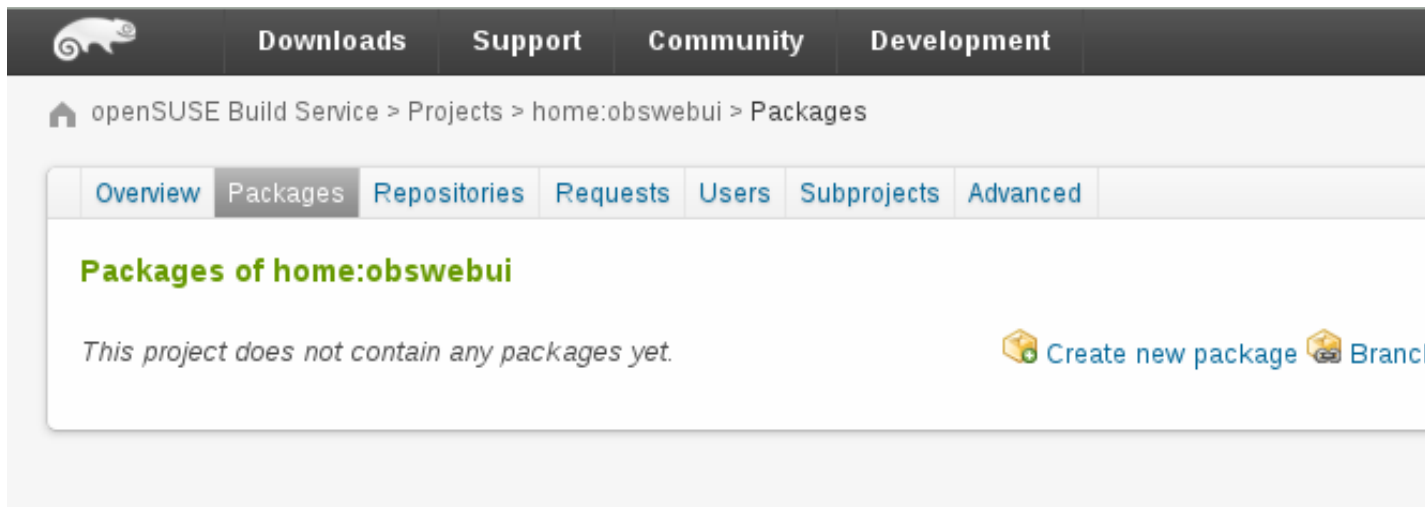 Downloads Support Community Development
openSUSE Build Service > Projects > home:obswebui > Packages
Overview Packages Repositories Requests Users Subprojects Advanced
Packages of home:obswebui
This project does not contain any packages yet. Create new package Branch